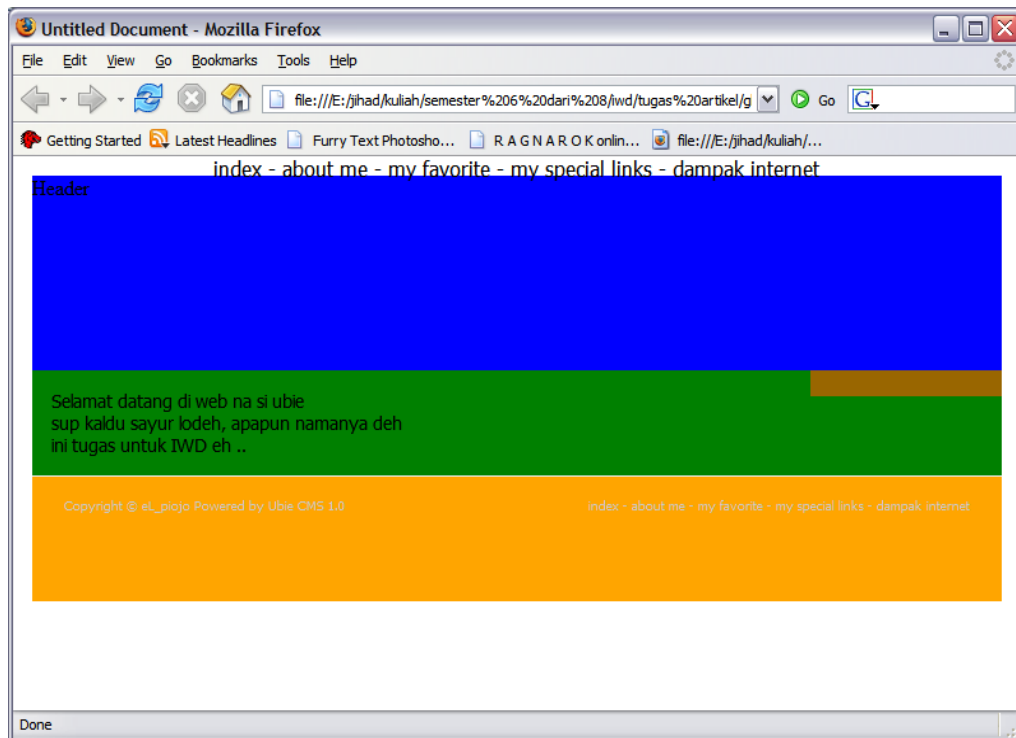 Untitled Document - Mozilla Firefox
File Edit View Go Bookmarks Tools Help
file:///E:/jihad/kuliah/semester%206%20dari%208/iwd/tugas%20artikel/g Go G
Getting Started Latest Headlines Furry Text Photosho... R A G N A R O K onlin... file:///E:/jihad/kuliah/...
index - about me - my favorite - my special links - dampak internet
Header
Selamat datang di web na si ubie
sup kaldu sayur lodeh, apapun namanya deh
ini tugas untuk IWD eh ..
Copyright © eL_piojo Powered by Ubie CMS 1.0 index - about me - my favorite - my special links - dampak internet
Done